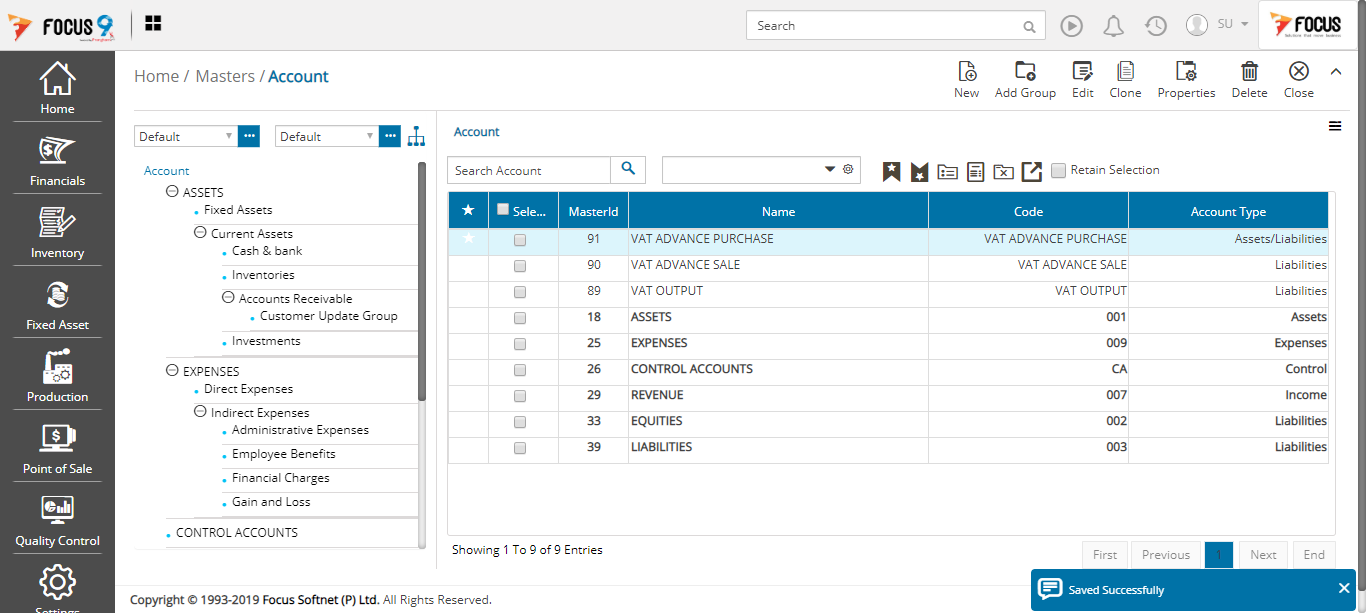 FOCUS 9
Search
SU
FOCUS
Home
Financials
Inventory
Fixed Asset
Production
Point of Sale
Quality Control
Settings
Home / Masters / Account
New
Add Group
Edit
Clone
Properties
Delete
Close
Default
Default
Account
ASSETS
Fixed Assets
Current Assets
Cash & bank
Inventories
Accounts Receivable
Customer Update Group
Investments
EXPENSES
Direct Expenses
Indirect Expenses
Administrative Expenses
Employee Benefits
Financial Charges
Gain and Loss
CONTROL ACCOUNTS
Account
Search Account
Retain Selection
Sele... MasterId Name Code Account Type
91 VAT ADVANCE PURCHASE VAT ADVANCE PURCHASE Assets/Liabilities
90 VAT ADVANCE SALE VAT ADVANCE SALE Liabilities
89 VAT OUTPUT VAT OUTPUT Liabilities
18 ASSETS 001 Assets
25 EXPENSES 009 Expenses
26 CONTROL ACCOUNTS CA Control
29 REVENUE 007 Income
33 EQUITIES 002 Liabilities
39 LIABILITIES 003 Liabilities
Showing 1 To 9 of 9 Entries
First Previous 1 Next End
Saved Successfully
Copyright © 1993-2019 Focus Softnet (P) Ltd. All Rights Reserved.